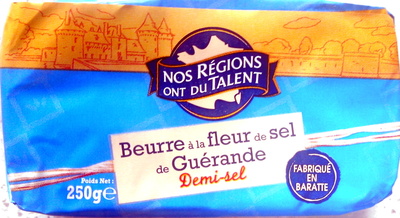 NOS RÉGIONS
ONT DU TALENT
Beurre à la fleur de sel
de Guérande
Demi-sel
Poids Net :
250g e
FABRIQUÉ
EN
BARATTE